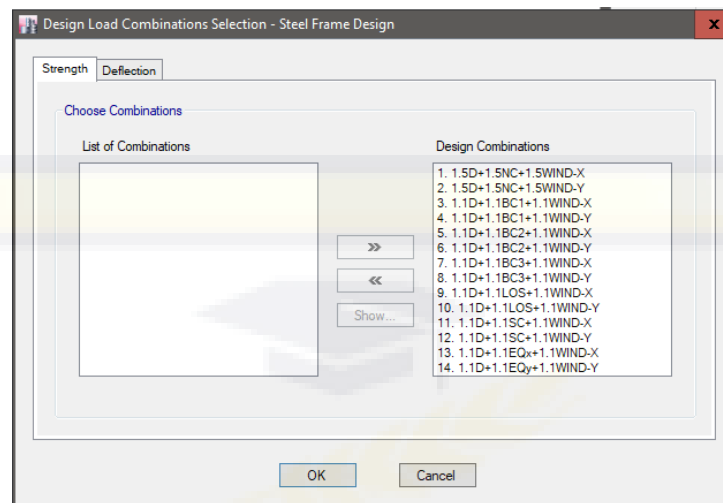 Design Load Combinations Selection - Steel Frame Design
X
Strength
Deflection
Choose Combinations
List of Combinations
Design Combinations
1. 1.5D+1.5NC+1.5WIND-X
2. 1.5D+1.5NC+1.5WIND-Y
3. 1.1D+1.1BC1+1.1WIND-X
4. 1.1D+1.1BC1+1.1WIND-Y
5. 1.1D+1.1BC2+1.1WIND-X
6. 1.1D+1.1BC2+1.1WIND-Y
7. 1.1D+1.1BC3+1.1WIND-X
8. 1.1D+1.1BC3+1.1WIND-Y
9. 1.1D+1.1LOS+1.1WIND-X
10. 1.1D+1.1LOS+1.1WIND-Y
11. 1.1D+1.1SC+1.1WIND-X
12. 1.1D+1.1SC+1.1WIND-Y
13. 1.1D+1.1EQx+1.1WIND-X
14. 1.1D+1.1EQy+1.1WIND-Y
>>
<<
Show...
OK
Cancel